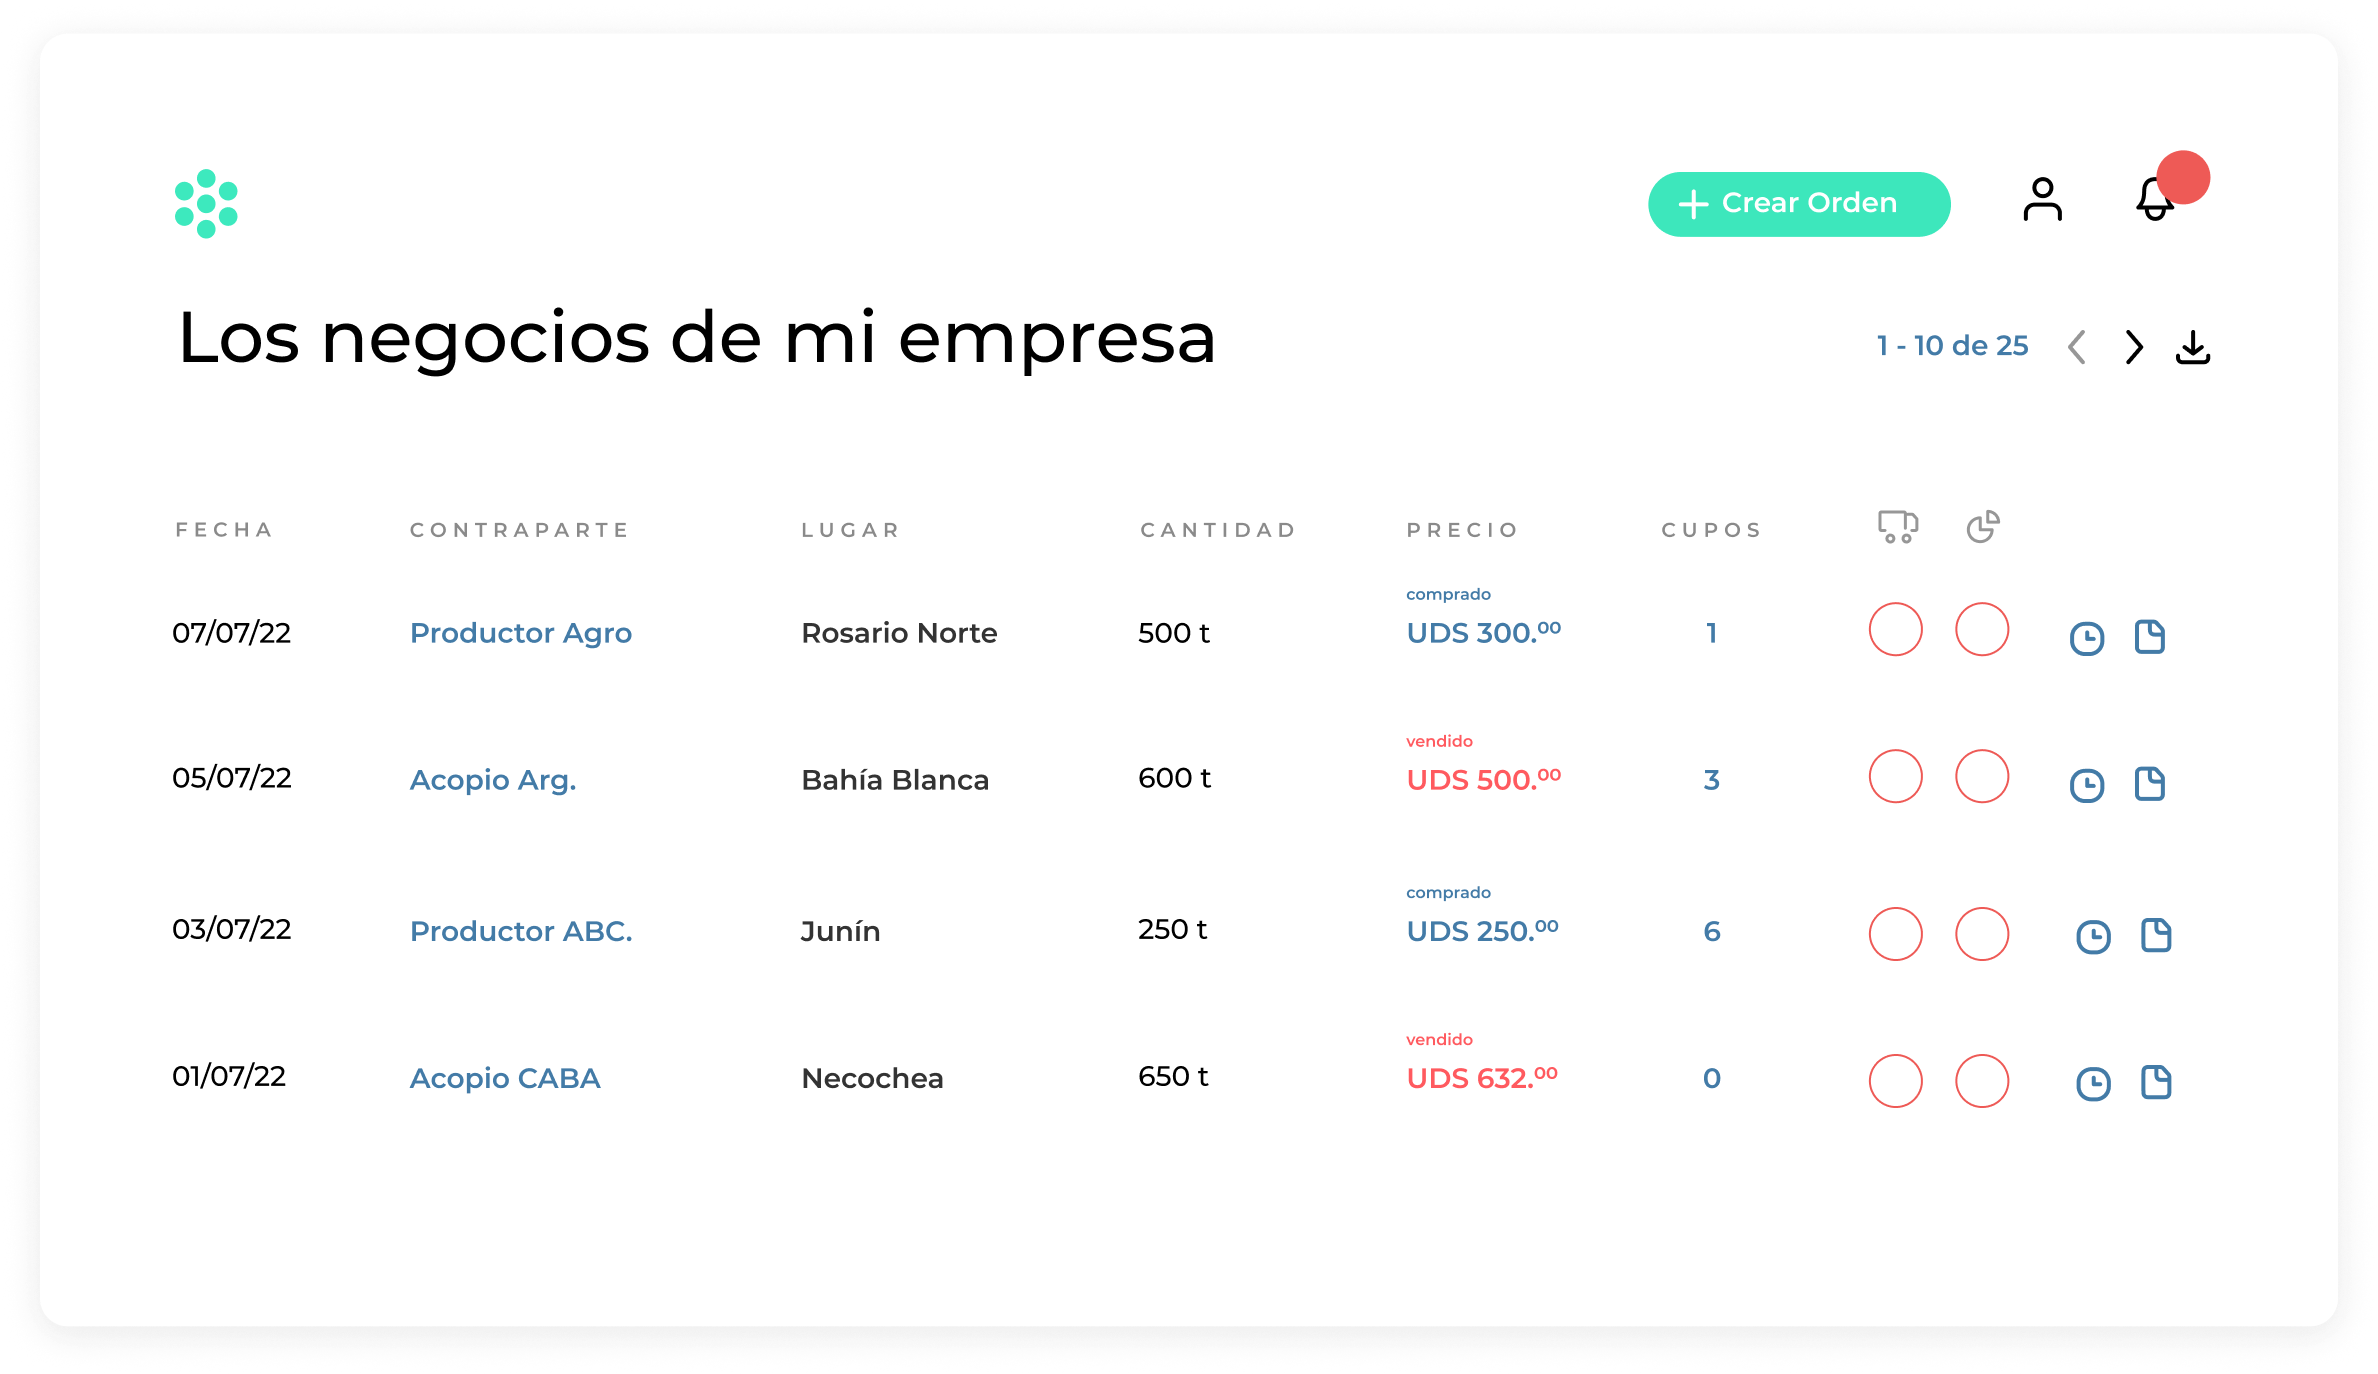 Crear Orden
Los negocios de mi empresa
1 - 10 de 25
FECHA CONTRAPARTE LUGAR CANTIDAD PRECIO CUPOS
comprado
07/07/22 Productor Agro Rosario Norte 500 t UDS 300.00 1
vendido
05/07/22 Acopio Arg. Bahía Blanca 600 t UDS 500.00 3
comprado
03/07/22 Productor ABC. Junín 250 t UDS 250.00 6
vendido
01/07/22 Acopio CABA Necochea 650 t UDS 632.00 0